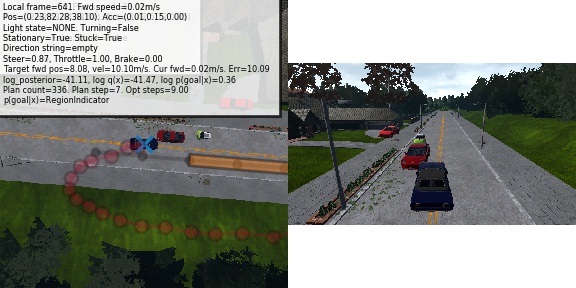 Local frame=641. Fwd speed=0.02m/s
Pos=(0.23,82.28,38.10). Acc=(0.01,0.15,0.00)
Light state=NONE. Turning=False
Stationary=True. Stuck=True
Direction string=empty
Steer=0.87, Throttle=1.00, Brake=0.00
Target fwd pos=8.08, vel=10.10m/s. Cur fwd=0.02m/s. Err=10.09
log_posterior=-41.11, log q(x)=-41.47, log p(goal|x)=0.36
Plan count=336. Plan step=7. Opt steps=9.00
p(goal|x)=RegionIndicator